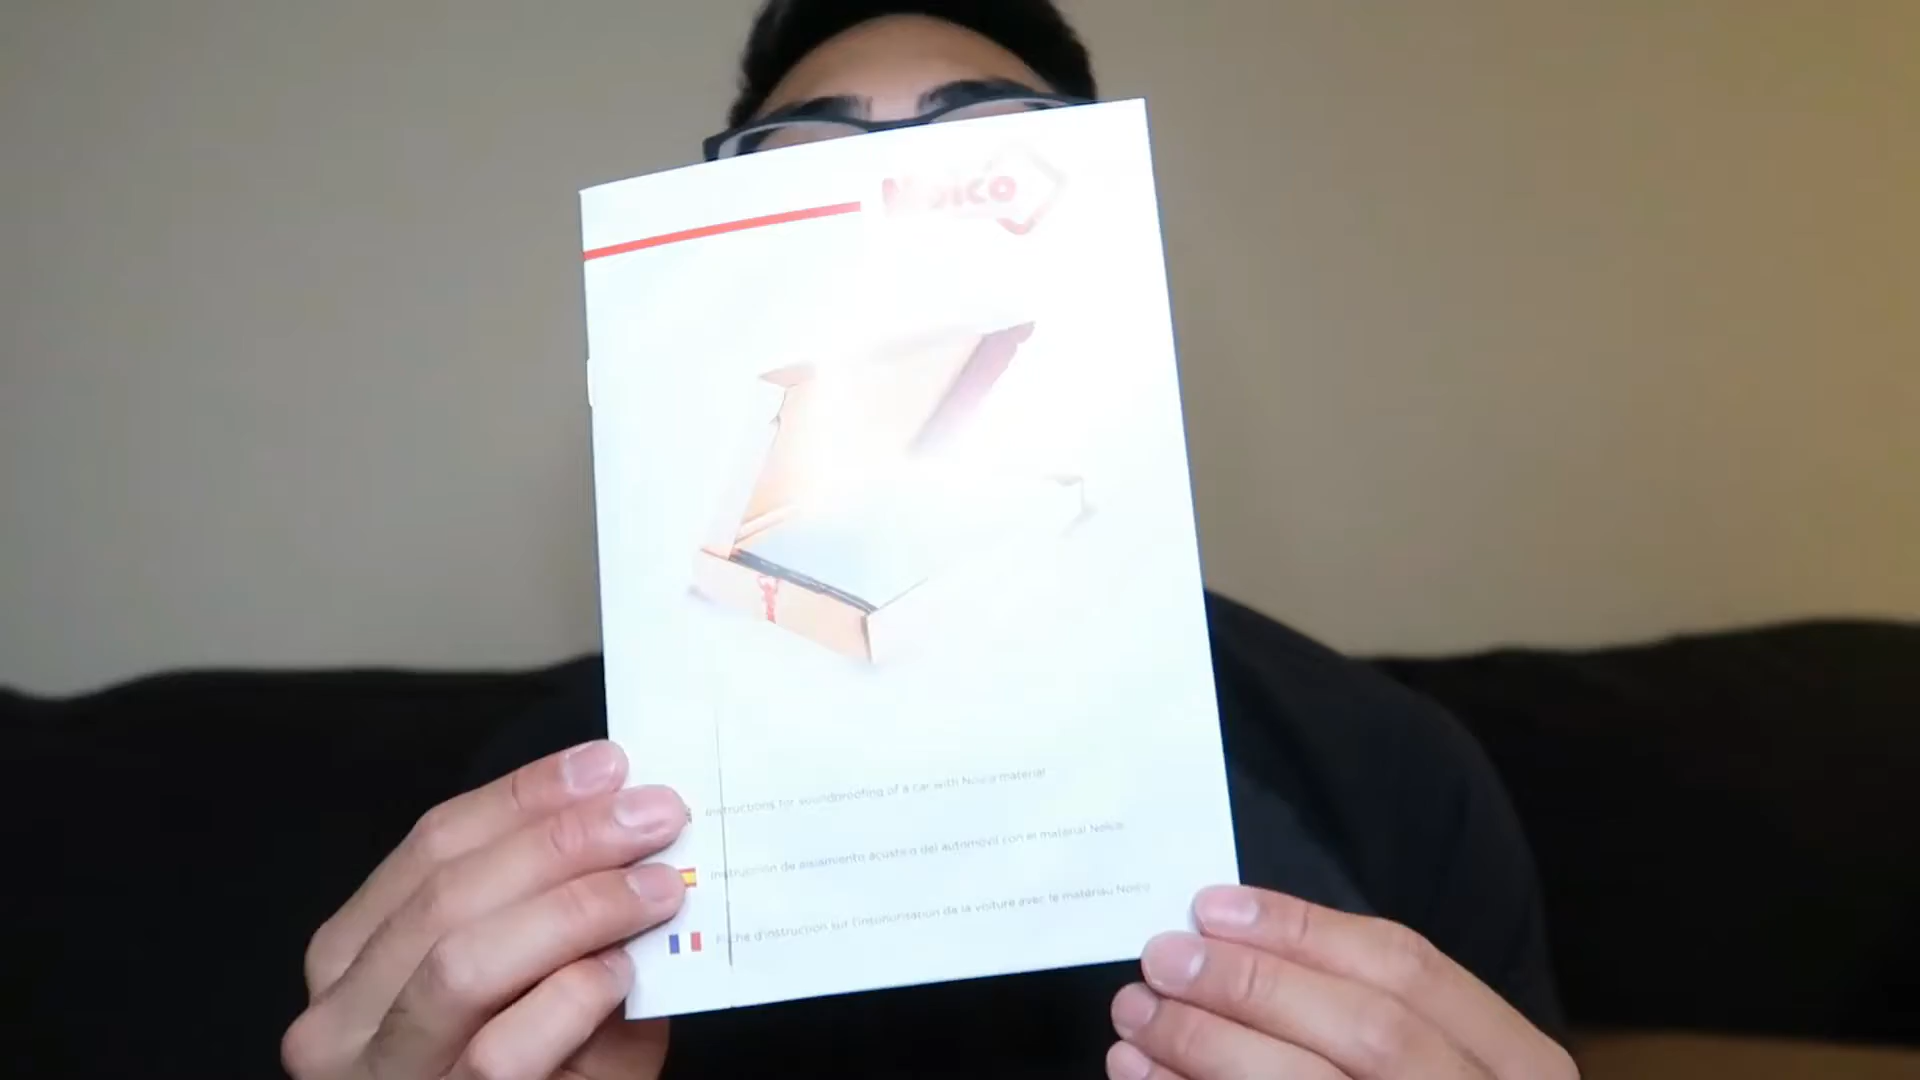 Noico
Instructions for soundproofing of a car with Noico material
Instrucción de aislamiento acústico del automóvil con el material Noico
Fiche d'instruction sur l'insonorisation de la voiture avec le matériau Noico